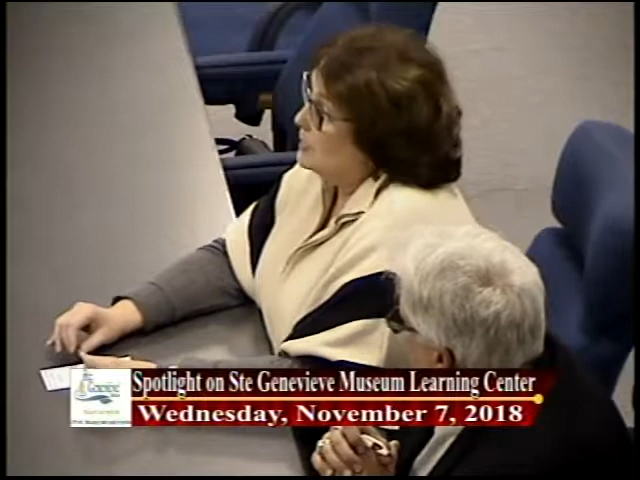 Spotlight on Ste Genevieve Museum Learning Center
Wednesday, November 7, 2018